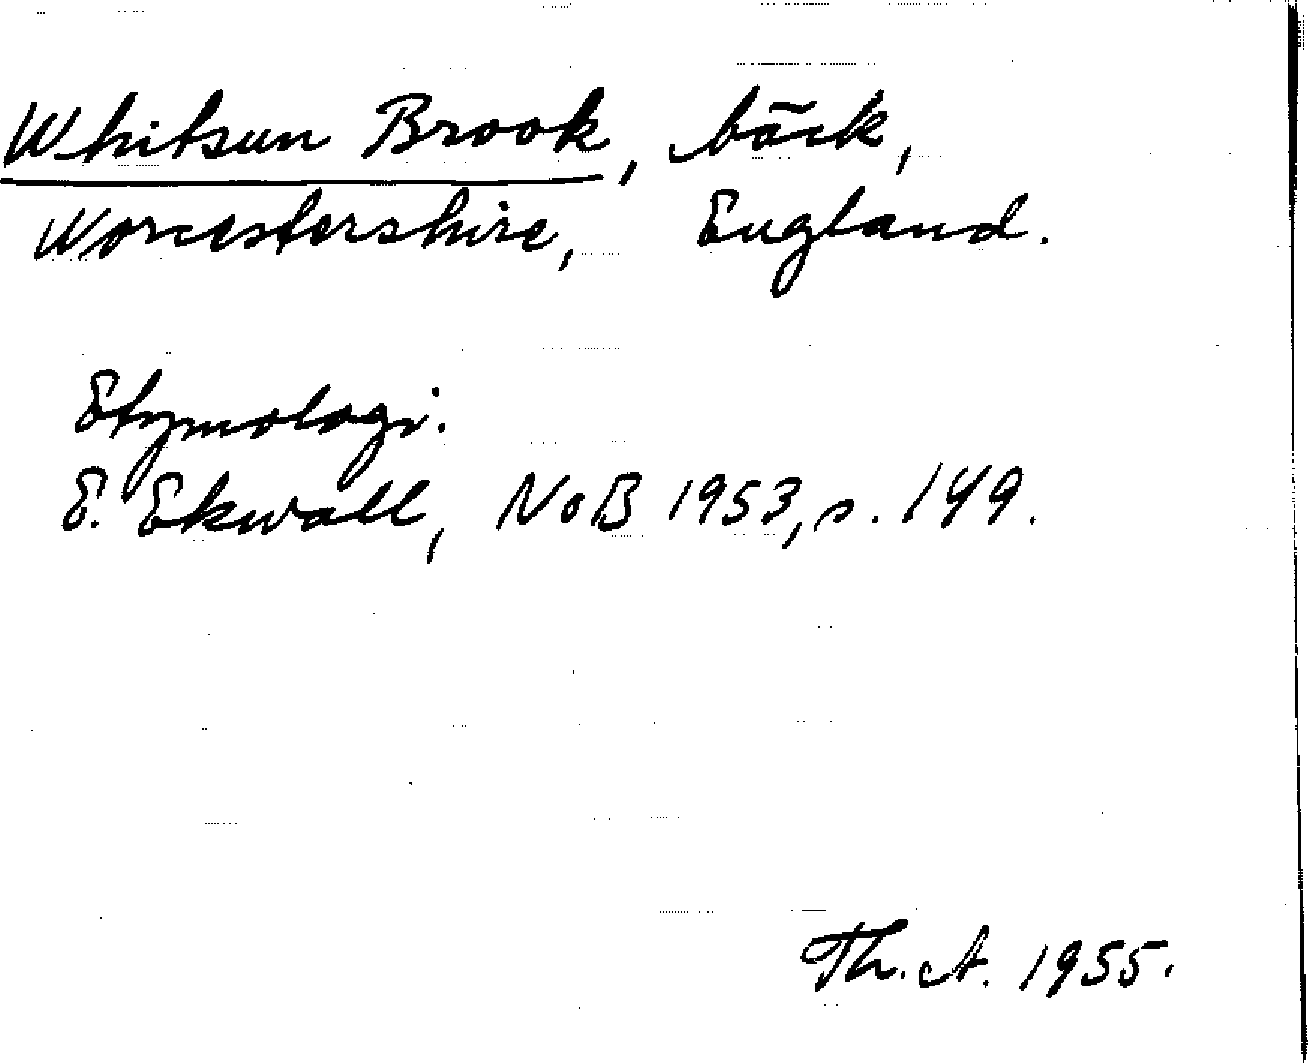 Whitsun Brook, bäck,
Worcestershire, England.
Etymologi.
E. Ekwall, NoB 1953, s. 149.
Th. A. 1955.